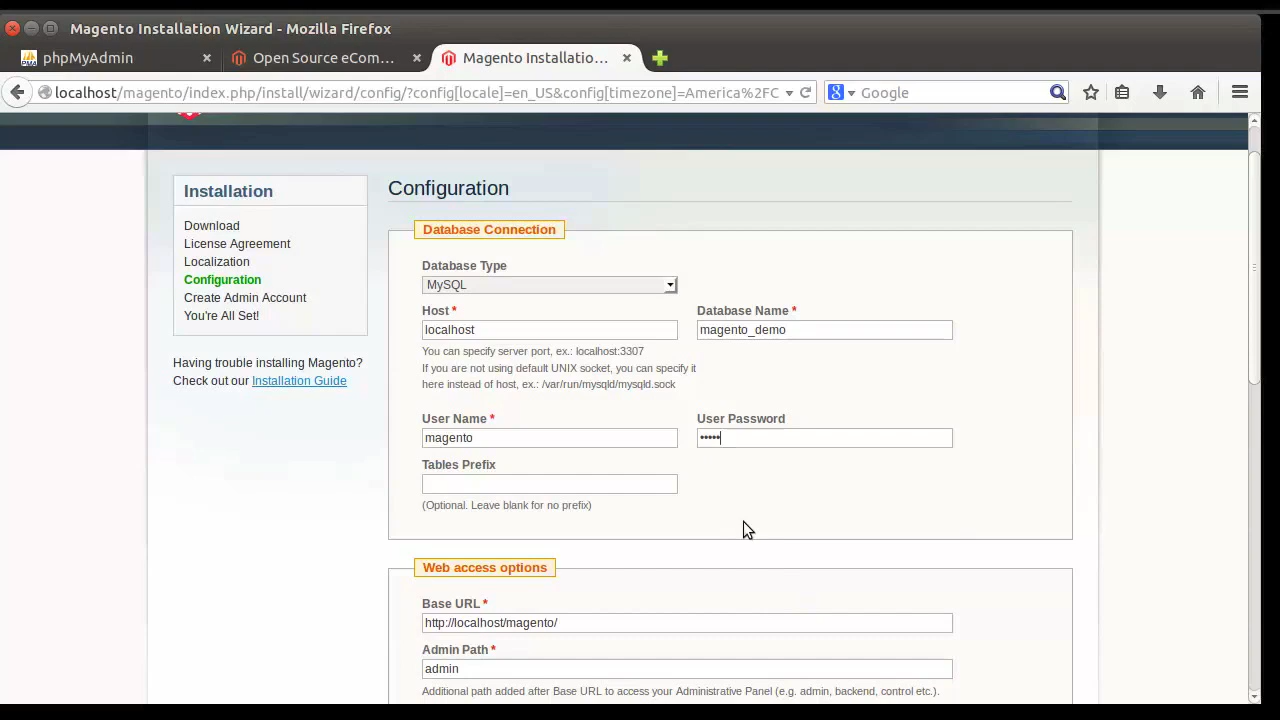 Magento Installation Wizard - Mozilla Firefox
phpMyAdmin
Open Source eCom...
Magento Installatio...
localhost/magento/index.php/install/wizard/config/?config[locale]=en_US&config[timezone]=America%2FC
Google
Installation
Download
License Agreement
Localization
Configuration
Create Admin Account
You're All Set!
Having trouble installing Magento?
Check out our Installation Guide
Configuration
Database Connection
Database Type
MySQL
Host *
Database Name *
localhost
magento_demo
You can specify server port, ex.: localhost:3307
If you are not using default UNIX socket, you can specify it
here instead of host, ex.: /var/run/mysqld/mysqld.sock
User Name *
User Password
magento
•••••
Tables Prefix
(Optional. Leave blank for no prefix)
Web access options
Base URL *
http://localhost/magento/
Admin Path *
admin
Additional path added after Base URL to access your Administrative Panel (e.g. admin, backend, control etc.).